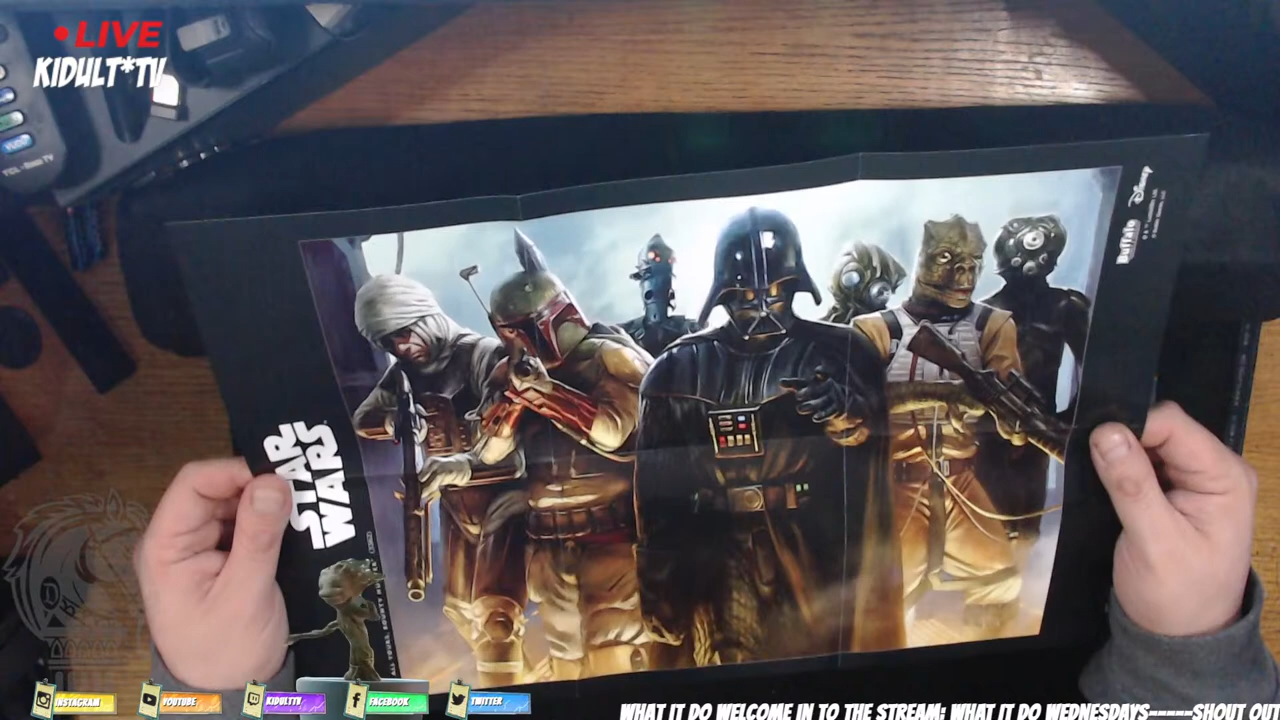 LIVE
KIDULT*TV
STAR
WARS
Buffalo
Disney
INSTAGRAM
YOUTUBE
KIDULTTV
FACEBOOK
TWITTER
WHAT IT DO WELCOME IN TO THE STREAM: WHAT IT DO WEDNESDAYS-----SHOUT OUT